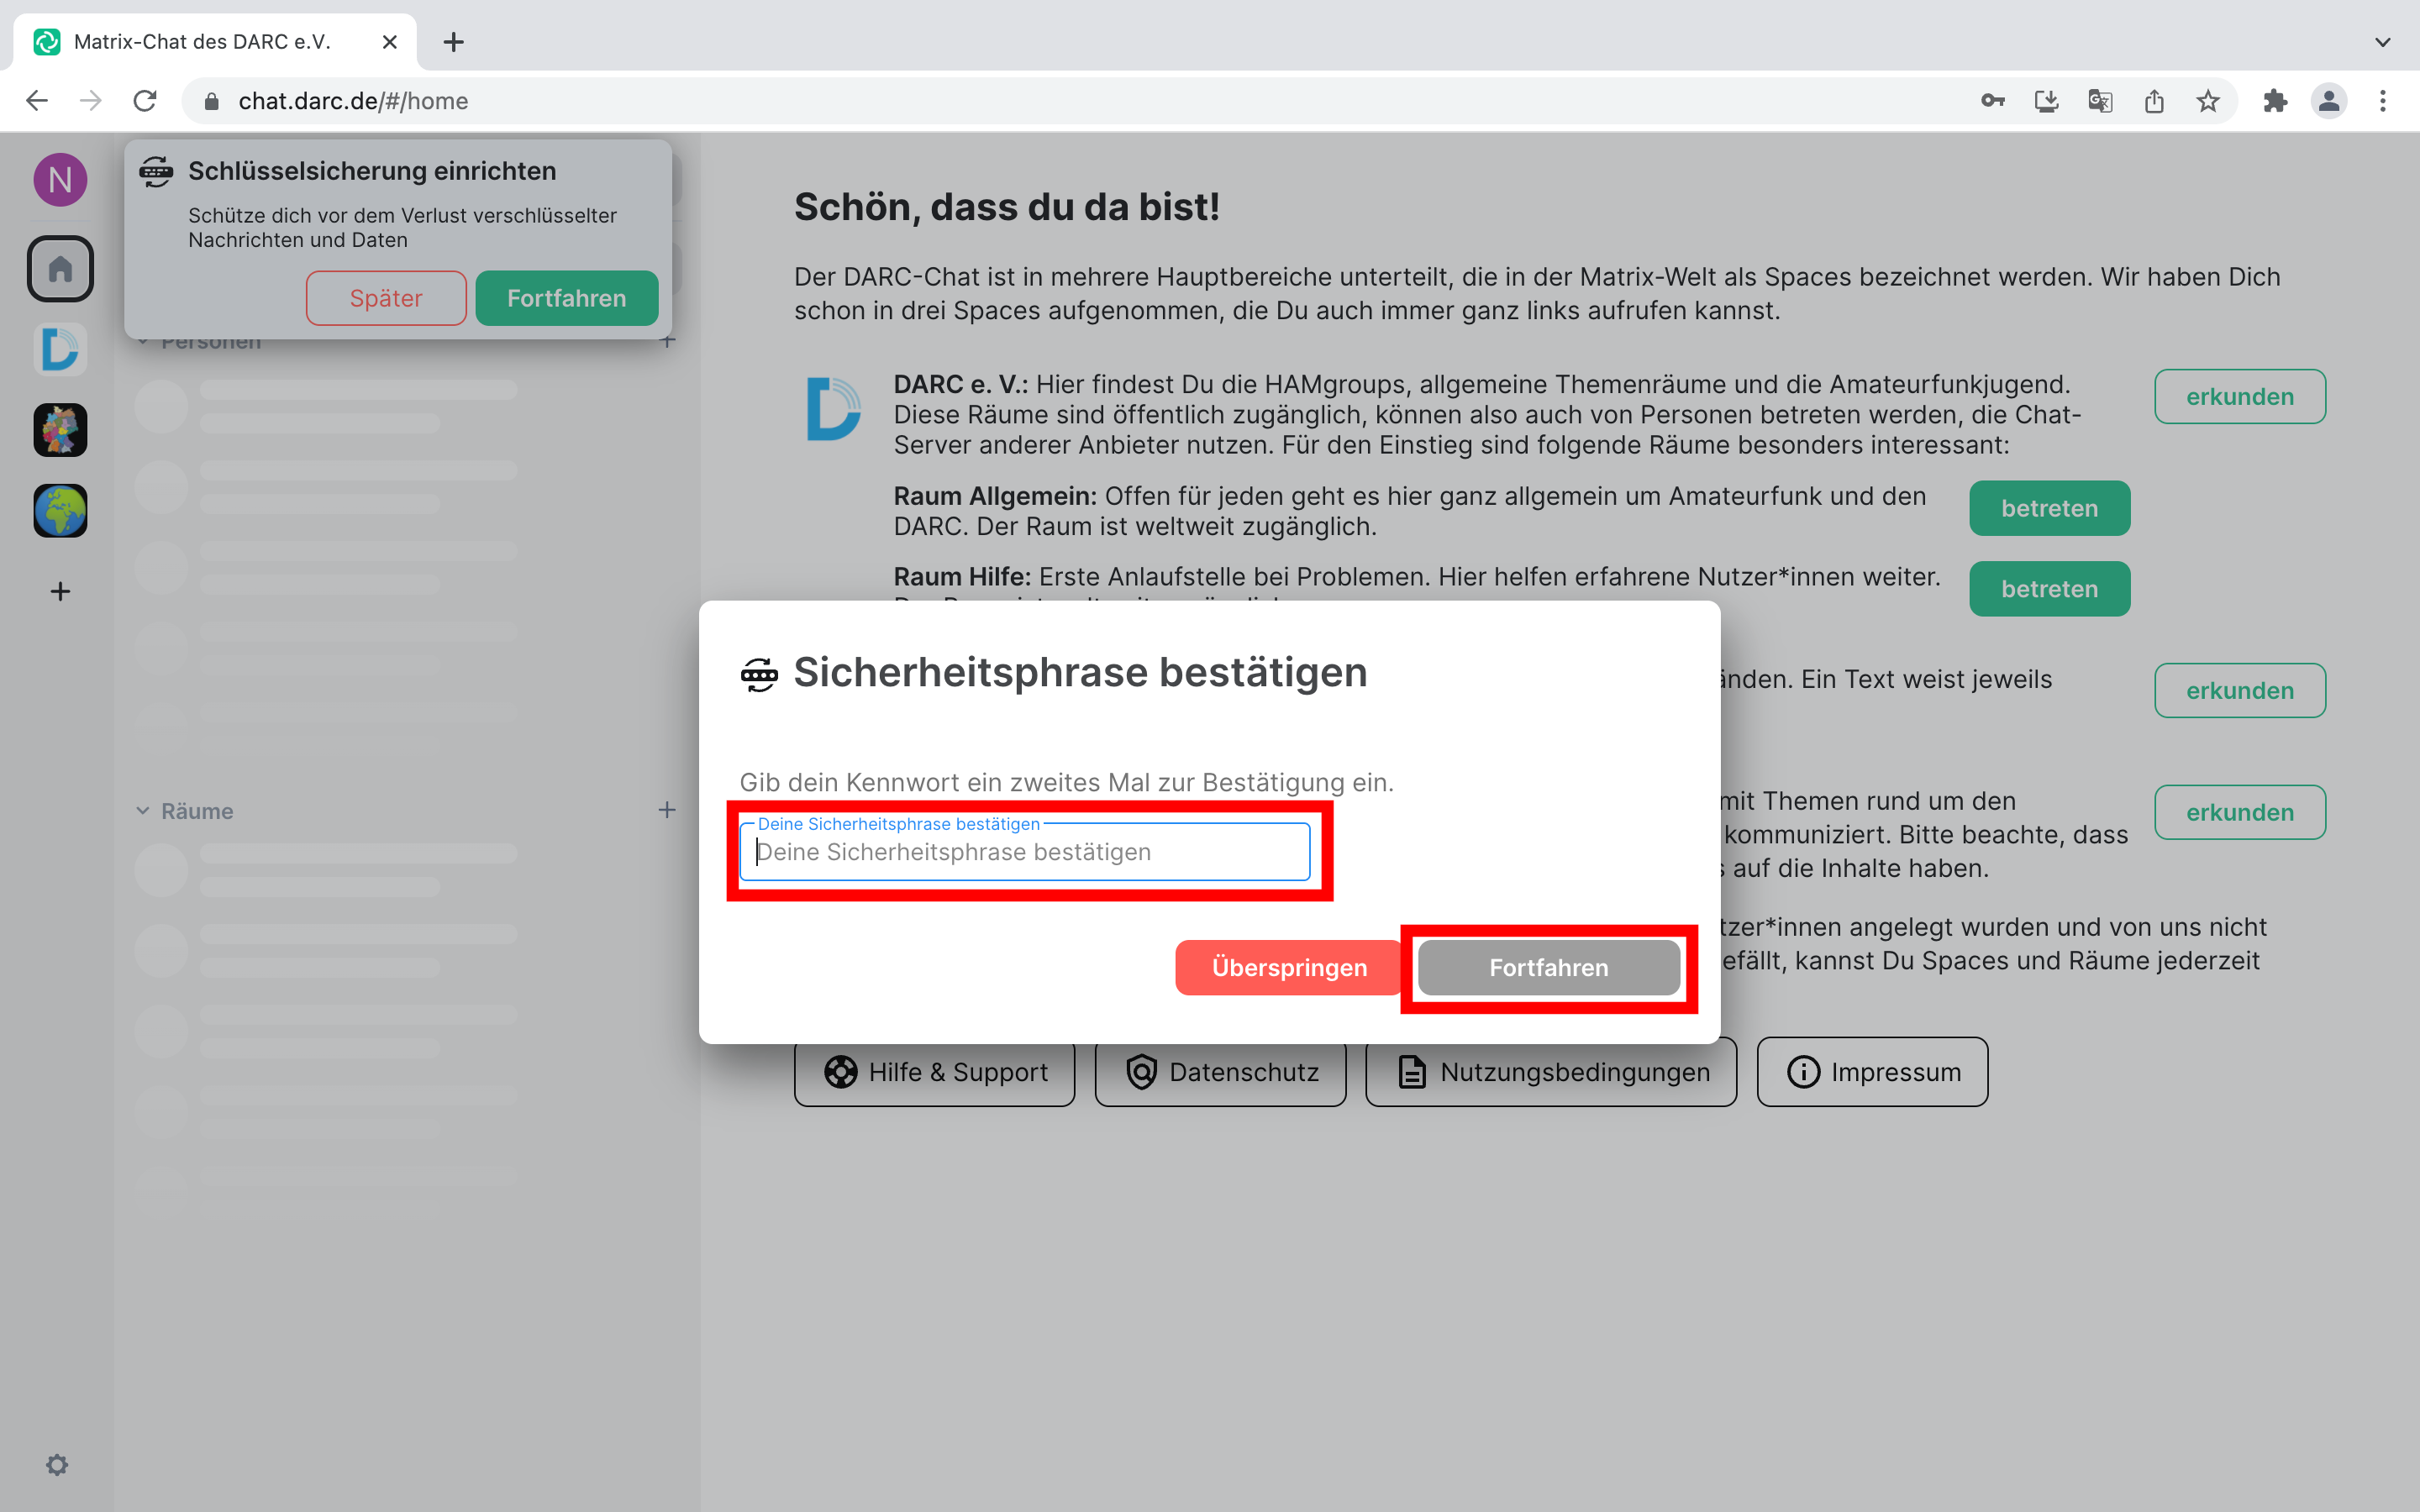 Matrix-Chat des DARC e.V.
chat.darc.de/#/home
N
Schlüsselsicherung einrichten
Schütze dich vor dem Verlust verschlüsselter
Nachrichten und Daten
Später
Fortfahren
Personen
Räume
Schön, dass du da bist!
Der DARC-Chat ist in mehrere Hauptbereiche unterteilt, die in der Matrix-Welt als Spaces bezeichnet werden. Wir haben Dich
schon in drei Spaces aufgenommen, die Du auch immer ganz links aufrufen kannst.
DARC e. V.: Hier findest Du die HAMgroups, allgemeine Themenräume und die Amateurfunkjugend.
Diese Räume sind öffentlich zugänglich, können also auch von Personen betreten werden, die Chat-
Server anderer Anbieter nutzen. Für den Einstieg sind folgende Räume besonders interessant:
erkunden
Raum Allgemein: Offen für jeden geht es hier ganz allgemein um Amateurfunk und den
DARC. Der Raum ist weltweit zugänglich.
betreten
Raum Hilfe: Erste Anlaufstelle bei Problemen. Hier helfen erfahrene Nutzer*innen weiter.
betreten
Sicherheitsphrase bestätigen
Gib dein Kennwort ein zweites Mal zur Bestätigung ein.
Deine Sicherheitsphrase bestätigen
Deine Sicherheitsphrase bestätigen
Überspringen
Fortfahren
änden. Ein Text weist jeweils
erkunden
mit Themen rund um den
kommuniziert. Bitte beachte, dass
auf die Inhalte haben.
erkunden
tzer*innen angelegt wurden und von uns nicht
efällt, kannst Du Spaces und Räume jederzeit
Hilfe & Support
Datenschutz
Nutzungsbedingungen
Impressum